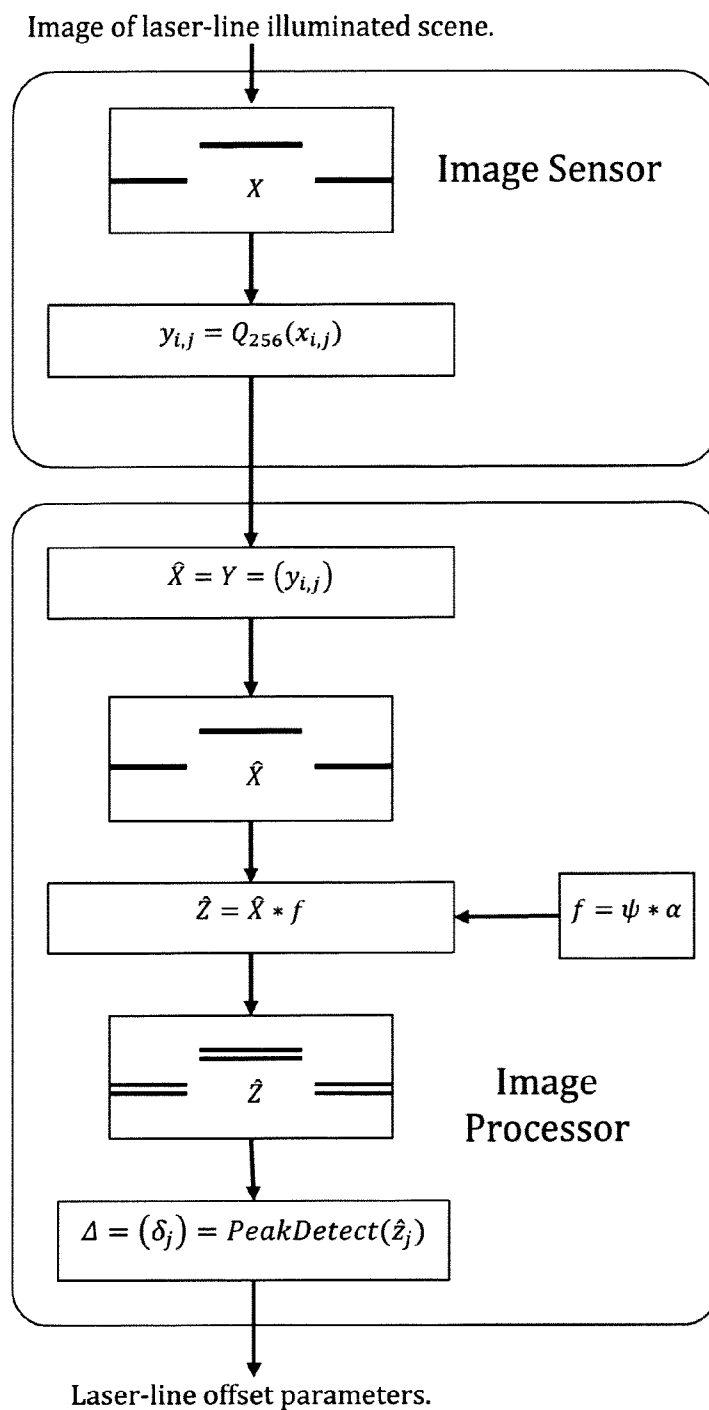 Image of laser-line illuminated scene.
X
Image Sensor
y_{i,j} = Q_{256}(x_{i,j})
X̂ = Y = (y_{i,j})
X̂
Ẑ = X̂ * f
f = ψ * α
Ẑ
Image
Processor
Δ = (δ_j) = PeakDetect(ẑ_j)
Laser-line offset parameters.